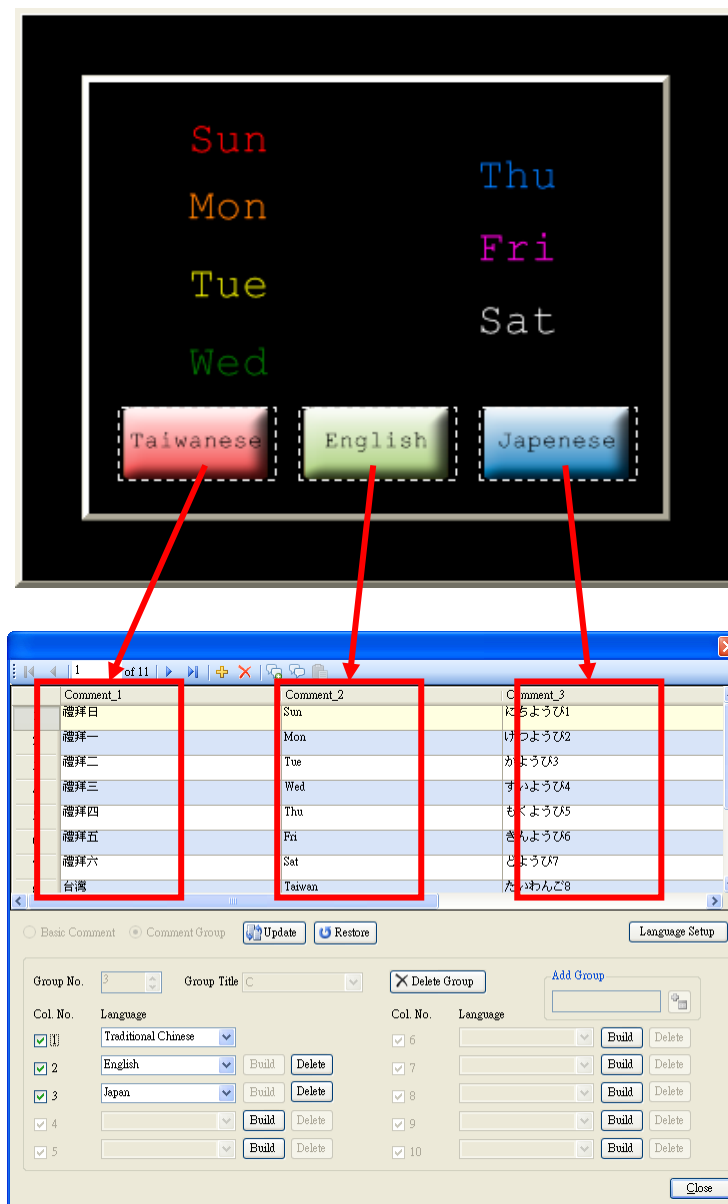 Sun
Thu
Mon
Fri
Tue
Sat
Wed
Taiwanese English Japenese
1 of 11
Comment_1 Comment_2 Comment_3
禮拜日 Sun にちようび1
禮拜一 Mon げつようび2
禮拜二 Tue かようび3
禮拜三 Wed すいようび4
禮拜四 Thu もくようび5
禮拜五 Fri きんようび6
禮拜六 Sat どようび7
台灣 Taiwan たいわんご8
Basic Comment Comment Group Update Restore Language Setup
Group No. 3 Group Title C Delete Group Add Group
Col. No. Language Col. No. Language
1 Traditional Chinese 6 Build Delete
2 English Build Delete 7 Build Delete
3 Japan Build Delete 8 Build Delete
4 Build Delete 9 Build Delete
5 Build Delete 10 Build Delete
Close